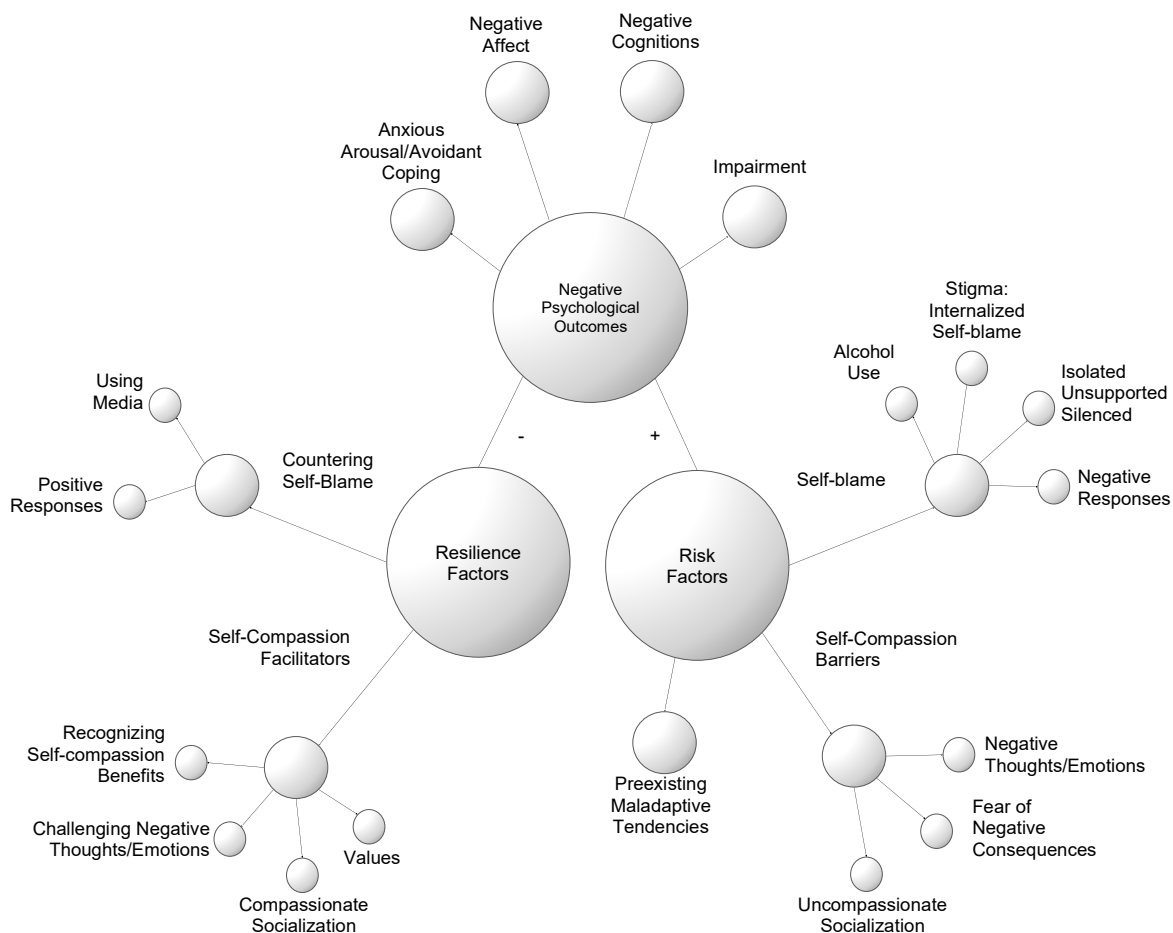 Negative
Affect
Negative
Cognitions
Anxious
Arousal/Avoidant
Coping
Impairment
Negative
Psychological
Outcomes
Stigma:
Internalized
Self-blame
Alcohol
Use
Isolated
Unsupported
Silenced
Using
Media
-
+
Countering
Self-Blame
Self-blame
Positive
Responses
Negative
Responses
Resilience
Factors
Risk
Factors
Self-Compassion
Facilitators
Self-Compassion
Barriers
Recognizing
Self-compassion
Benefits
Negative
Thoughts/Emotions
Preexisting
Maladaptive
Tendencies
Challenging Negative
Thoughts/Emotions
Values
Fear of
Negative
Consequences
Compassionate
Socialization
Uncompassionate
Socialization